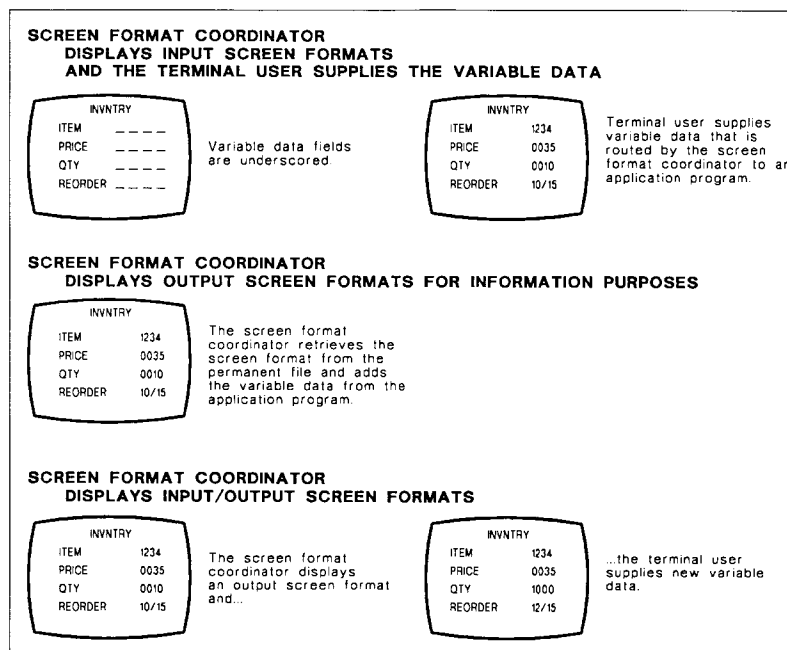 SCREEN FORMAT COORDINATOR
DISPLAYS INPUT SCREEN FORMATS
AND THE TERMINAL USER SUPPLIES THE VARIABLE DATA
INVNTRY
ITEM _ _ _ _
PRICE _ _ _ _
QTY _ _ _ _
REORDER _ _ _ _
Variable data fields
are underscored.
INVNTRY
ITEM 1234
PRICE 0035
QTY 0010
REORDER 10/15
Terminal user supplies
variable data that is
routed by the screen
format coordinator to an
application program.
SCREEN FORMAT COORDINATOR
DISPLAYS OUTPUT SCREEN FORMATS FOR INFORMATION PURPOSES
INVNTRY
ITEM 1234
PRICE 0035
QTY 0010
REORDER 10/15
The screen format
coordinator retrieves the
screen format from the
permanent file and adds
the variable data from the
application program.
SCREEN FORMAT COORDINATOR
DISPLAYS INPUT/OUTPUT SCREEN FORMATS
INVNTRY
ITEM 1234
PRICE 0035
QTY 0010
REORDER 10/15
The screen format
coordinator displays
an output screen format
and...
INVNTRY
ITEM 1234
PRICE 0035
QTY 1000
REORDER 12/15
...the terminal user
supplies new variable
data.